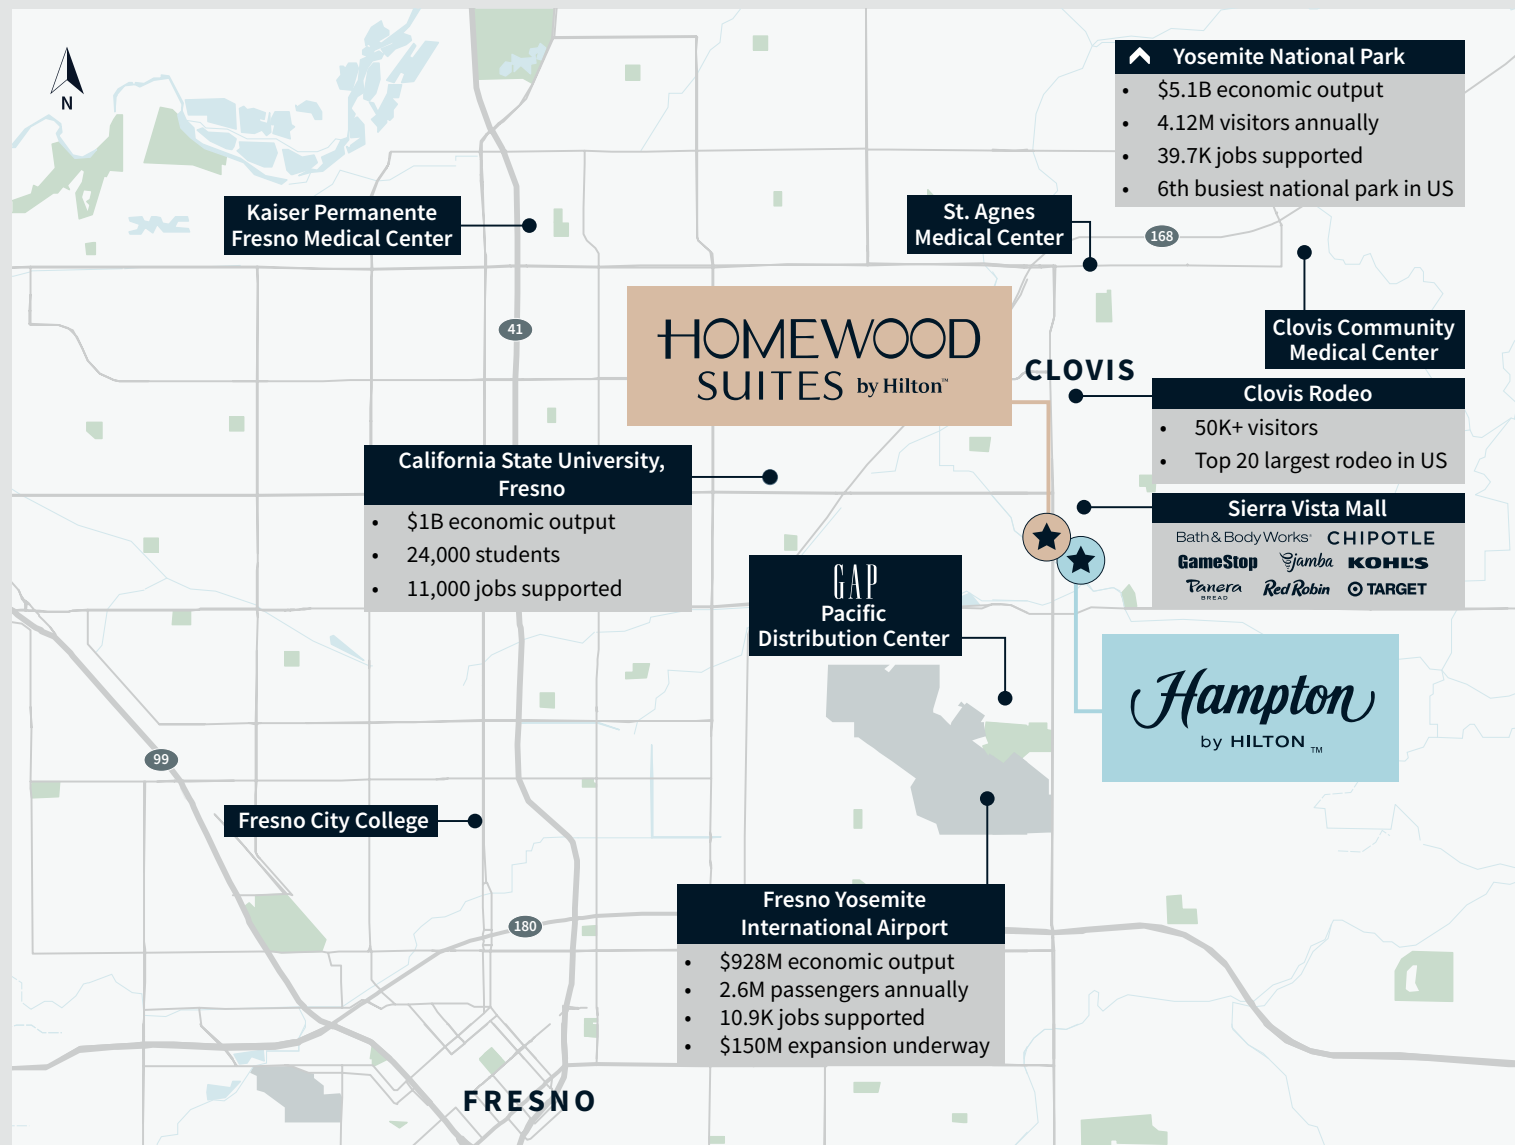 N
Yosemite National Park
• $5.1B economic output
• 4.12M visitors annually
• 39.7K jobs supported
• 6th busiest national park in US
Kaiser Permanente
Fresno Medical Center
St. Agnes
Medical Center
168
41
HOMEWOOD
SUITES by Hilton™
CLOVIS
Clovis Community
Medical Center
Clovis Rodeo
• 50K+ visitors
• Top 20 largest rodeo in US
California State University,
Fresno
• $1B economic output
• 24,000 students
• 11,000 jobs supported
Sierra Vista Mall
Bath & Body Works CHIPOTLE
GameStop jamba KOHL'S
Panera BREAD Red Robin TARGET
GAP
Pacific
Distribution Center
Hampton
by HILTON ™
99
Fresno City College
180
Fresno Yosemite
International Airport
• $928M economic output
• 2.6M passengers annually
• 10.9K jobs supported
• $150M expansion underway
FRESNO